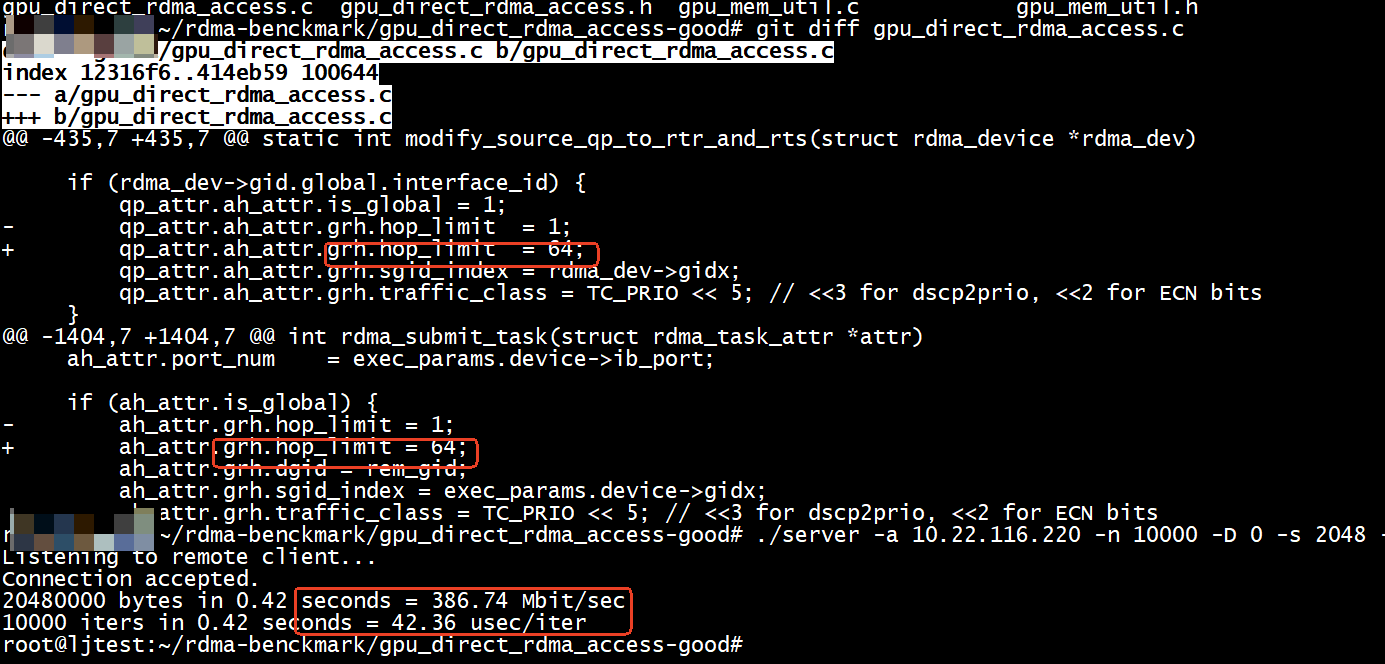 gpu_direct_rdma_access.c  gpu_direct_rdma_access.h  gpu_mem_util.c            gpu_mem_util.h
~/rdma-benckmark/gpu_direct_rdma_access-good# git diff gpu_direct_rdma_access.c
/gpu_direct_rdma_access.c b/gpu_direct_rdma_access.c
index 12316f6..414eb59 100644
--- a/gpu_direct_rdma_access.c
+++ b/gpu_direct_rdma_access.c
@@ -435,7 +435,7 @@ static int modify_source_qp_to_rtr_and_rts(struct rdma_device *rdma_dev)
if (rdma_dev->gid.global.interface_id) {
qp_attr.ah_attr.is_global = 1;
-            qp_attr.ah_attr.grh.hop_limit  = 1;
+            qp_attr.ah_attr.grh.hop_limit  = 64;
qp_attr.ah_attr.grh.sgid_index = rdma_dev->gidx;
qp_attr.ah_attr.grh.traffic_class = TC_PRIO << 5; // <<3 for dscp2prio, <<2 for ECN bits
}
@@ -1404,7 +1404,7 @@ int rdma_submit_task(struct rdma_task_attr *attr)
ah_attr.port_num    = exec_params.device->ib_port;
if (ah_attr.is_global) {
-            ah_attr.grh.hop_limit = 1;
+            ah_attr.grh.hop_limit = 64;
ah_attr.grh.dgid = rem_gid;
ah_attr.grh.sgid_index = exec_params.device->gidx;
_attr.grh.traffic_class = TC_PRIO << 5; // <<3 for dscp2prio, <<2 for ECN bits
~/rdma-benckmark/gpu_direct_rdma_access-good# ./server -a 10.22.116.220 -n 10000 -D 0 -s 2048 -
Listening to remote client...
Connection accepted.
20480000 bytes in 0.42 seconds = 386.74 Mbit/sec
10000 iters in 0.42 seconds = 42.36 usec/iter
root@ljtest:~/rdma-benckmark/gpu_direct_rdma_access-good#